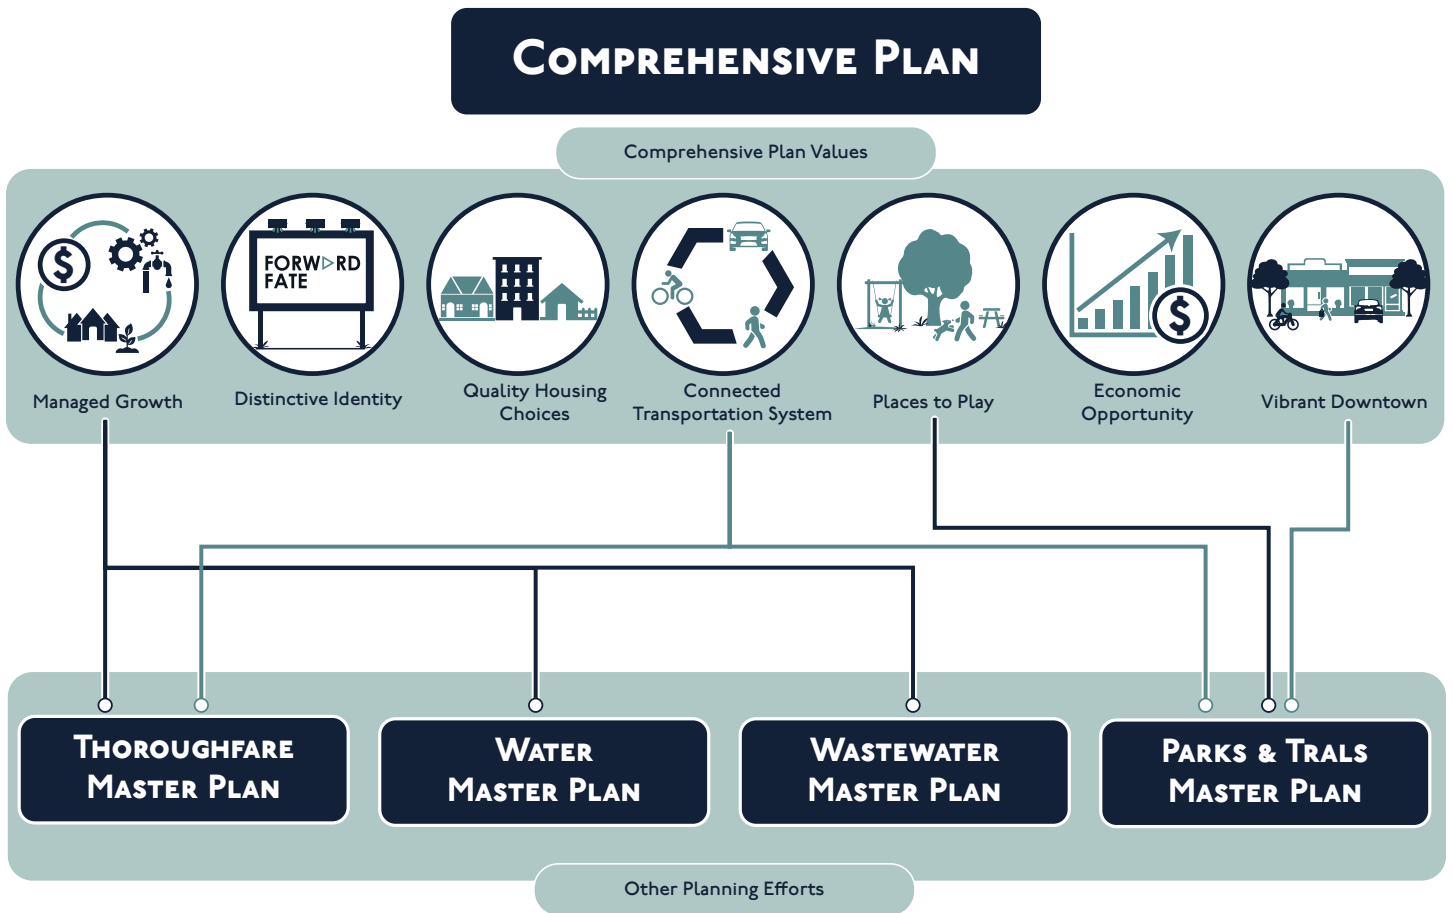 Comprehensive Plan
Comprehensive Plan Values
$
FORW▷RD
FATE
$
Managed Growth
Distinctive Identity
Quality Housing
Choices
Connected
Transportation System
Places to Play
Economic
Opportunity
Vibrant Downtown
Thoroughfare
Master Plan
Water
Master Plan
Wastewater
Master Plan
Parks & Trals
Master Plan
Other Planning Efforts